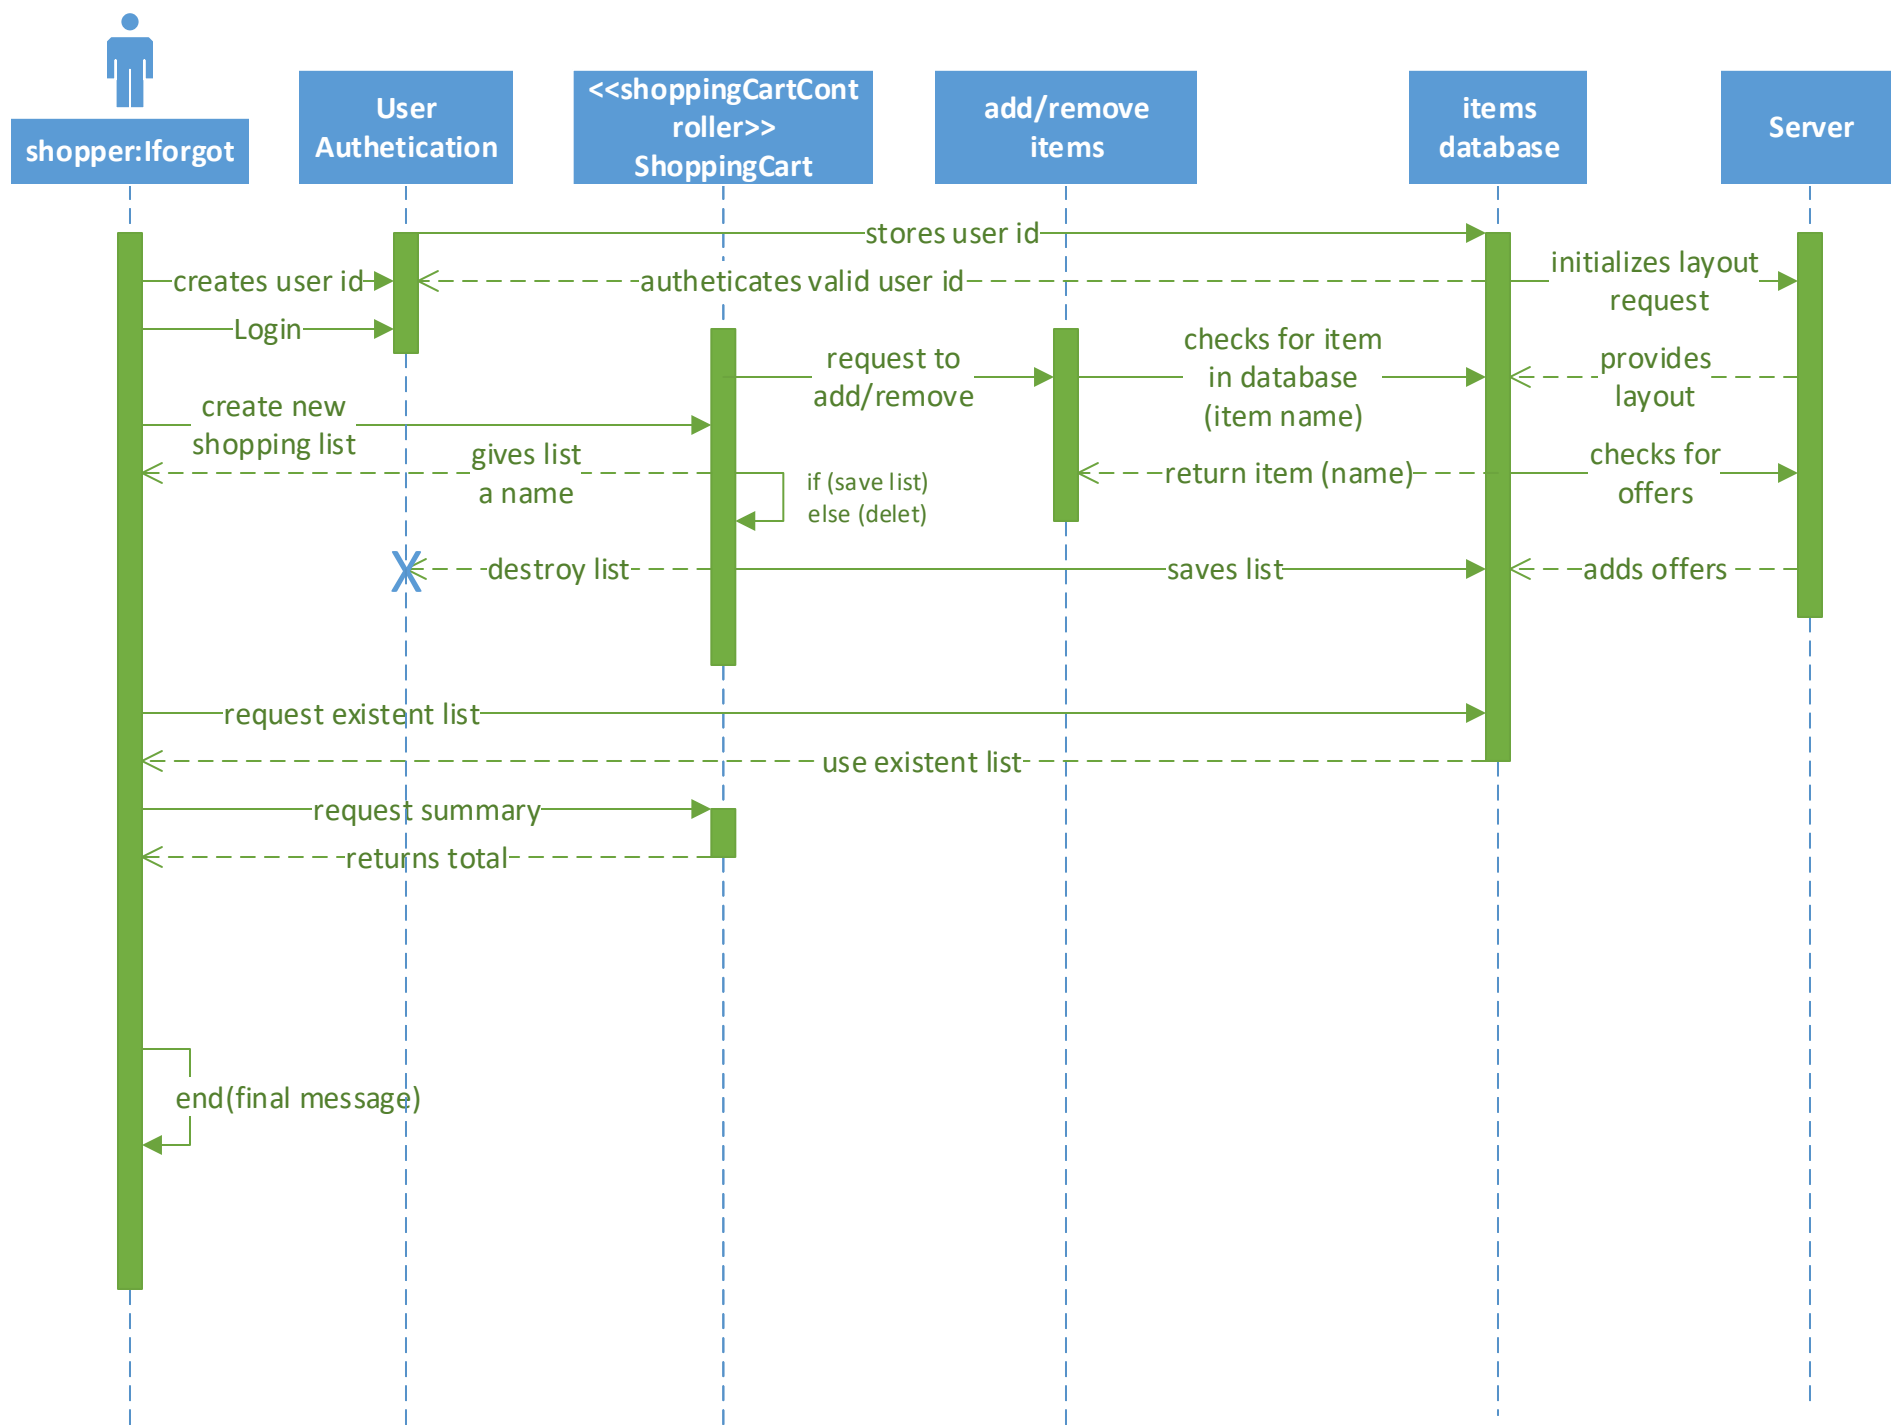 shopper:Iforgot
User
Authetication
<<shoppingCartCont
roller>>
ShoppingCart
add/remove
items
items
database
Server
stores user id
creates user id
autheticates valid user id
initializes layout
request
Login
request to
add/remove
checks for item
in database
(item name)
provides
layout
create new
shopping list
gives list
a name
if (save list)
else (delet)
return item (name)
checks for
offers
X
destroy list
saves list
adds offers
request existent list
use existent list
request summary
returns total
end(final message)